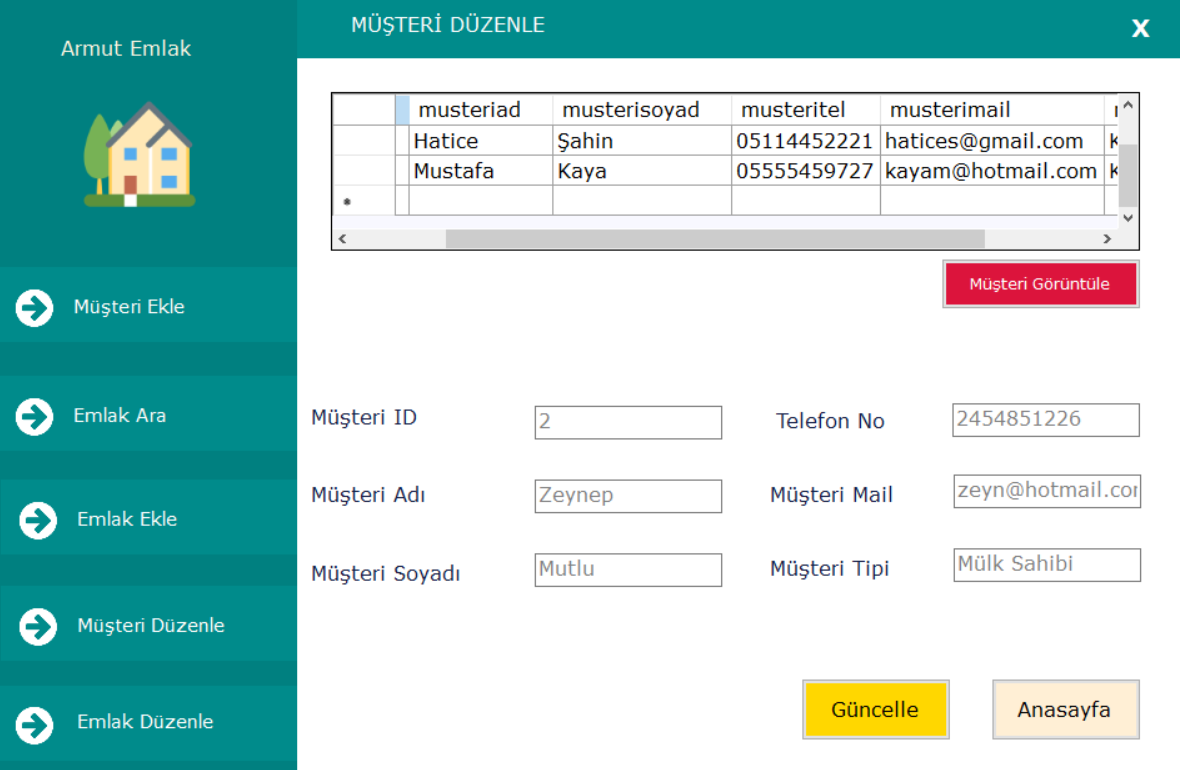 Armut Emlak
Müşteri Ekle
Emlak Ara
Emlak Ekle
Müşteri Düzenle
Emlak Düzenle
MÜŞTERİ DÜZENLE X
musteriad musterisoyad musteritel musterimail
Hatice Şahin 05114452221 hatices@gmail.com K
Mustafa Kaya 05555459727 kayam@hotmail.com K
Müşteri Görüntüle
Müşteri ID 2 Telefon No 2454851226
Müşteri Adı Zeynep Müşteri Mail zeyn@hotmail.com
Müşteri Soyadı Mutlu Müşteri Tipi Mülk Sahibi
Güncelle Anasayfa